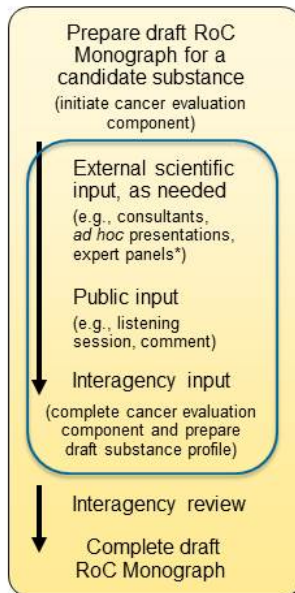 Prepare draft RoC
Monograph for a
candidate substance
(initiate cancer evaluation
component)
External scientific
input, as needed
(e.g., consultants,
ad hoc presentations,
expert panels*)
Public input
(e.g., listening
session, comment)
Interagency input
(complete cancer evaluation
component and prepare
draft substance profile)
Interagency review
Complete draft
RoC Monograph